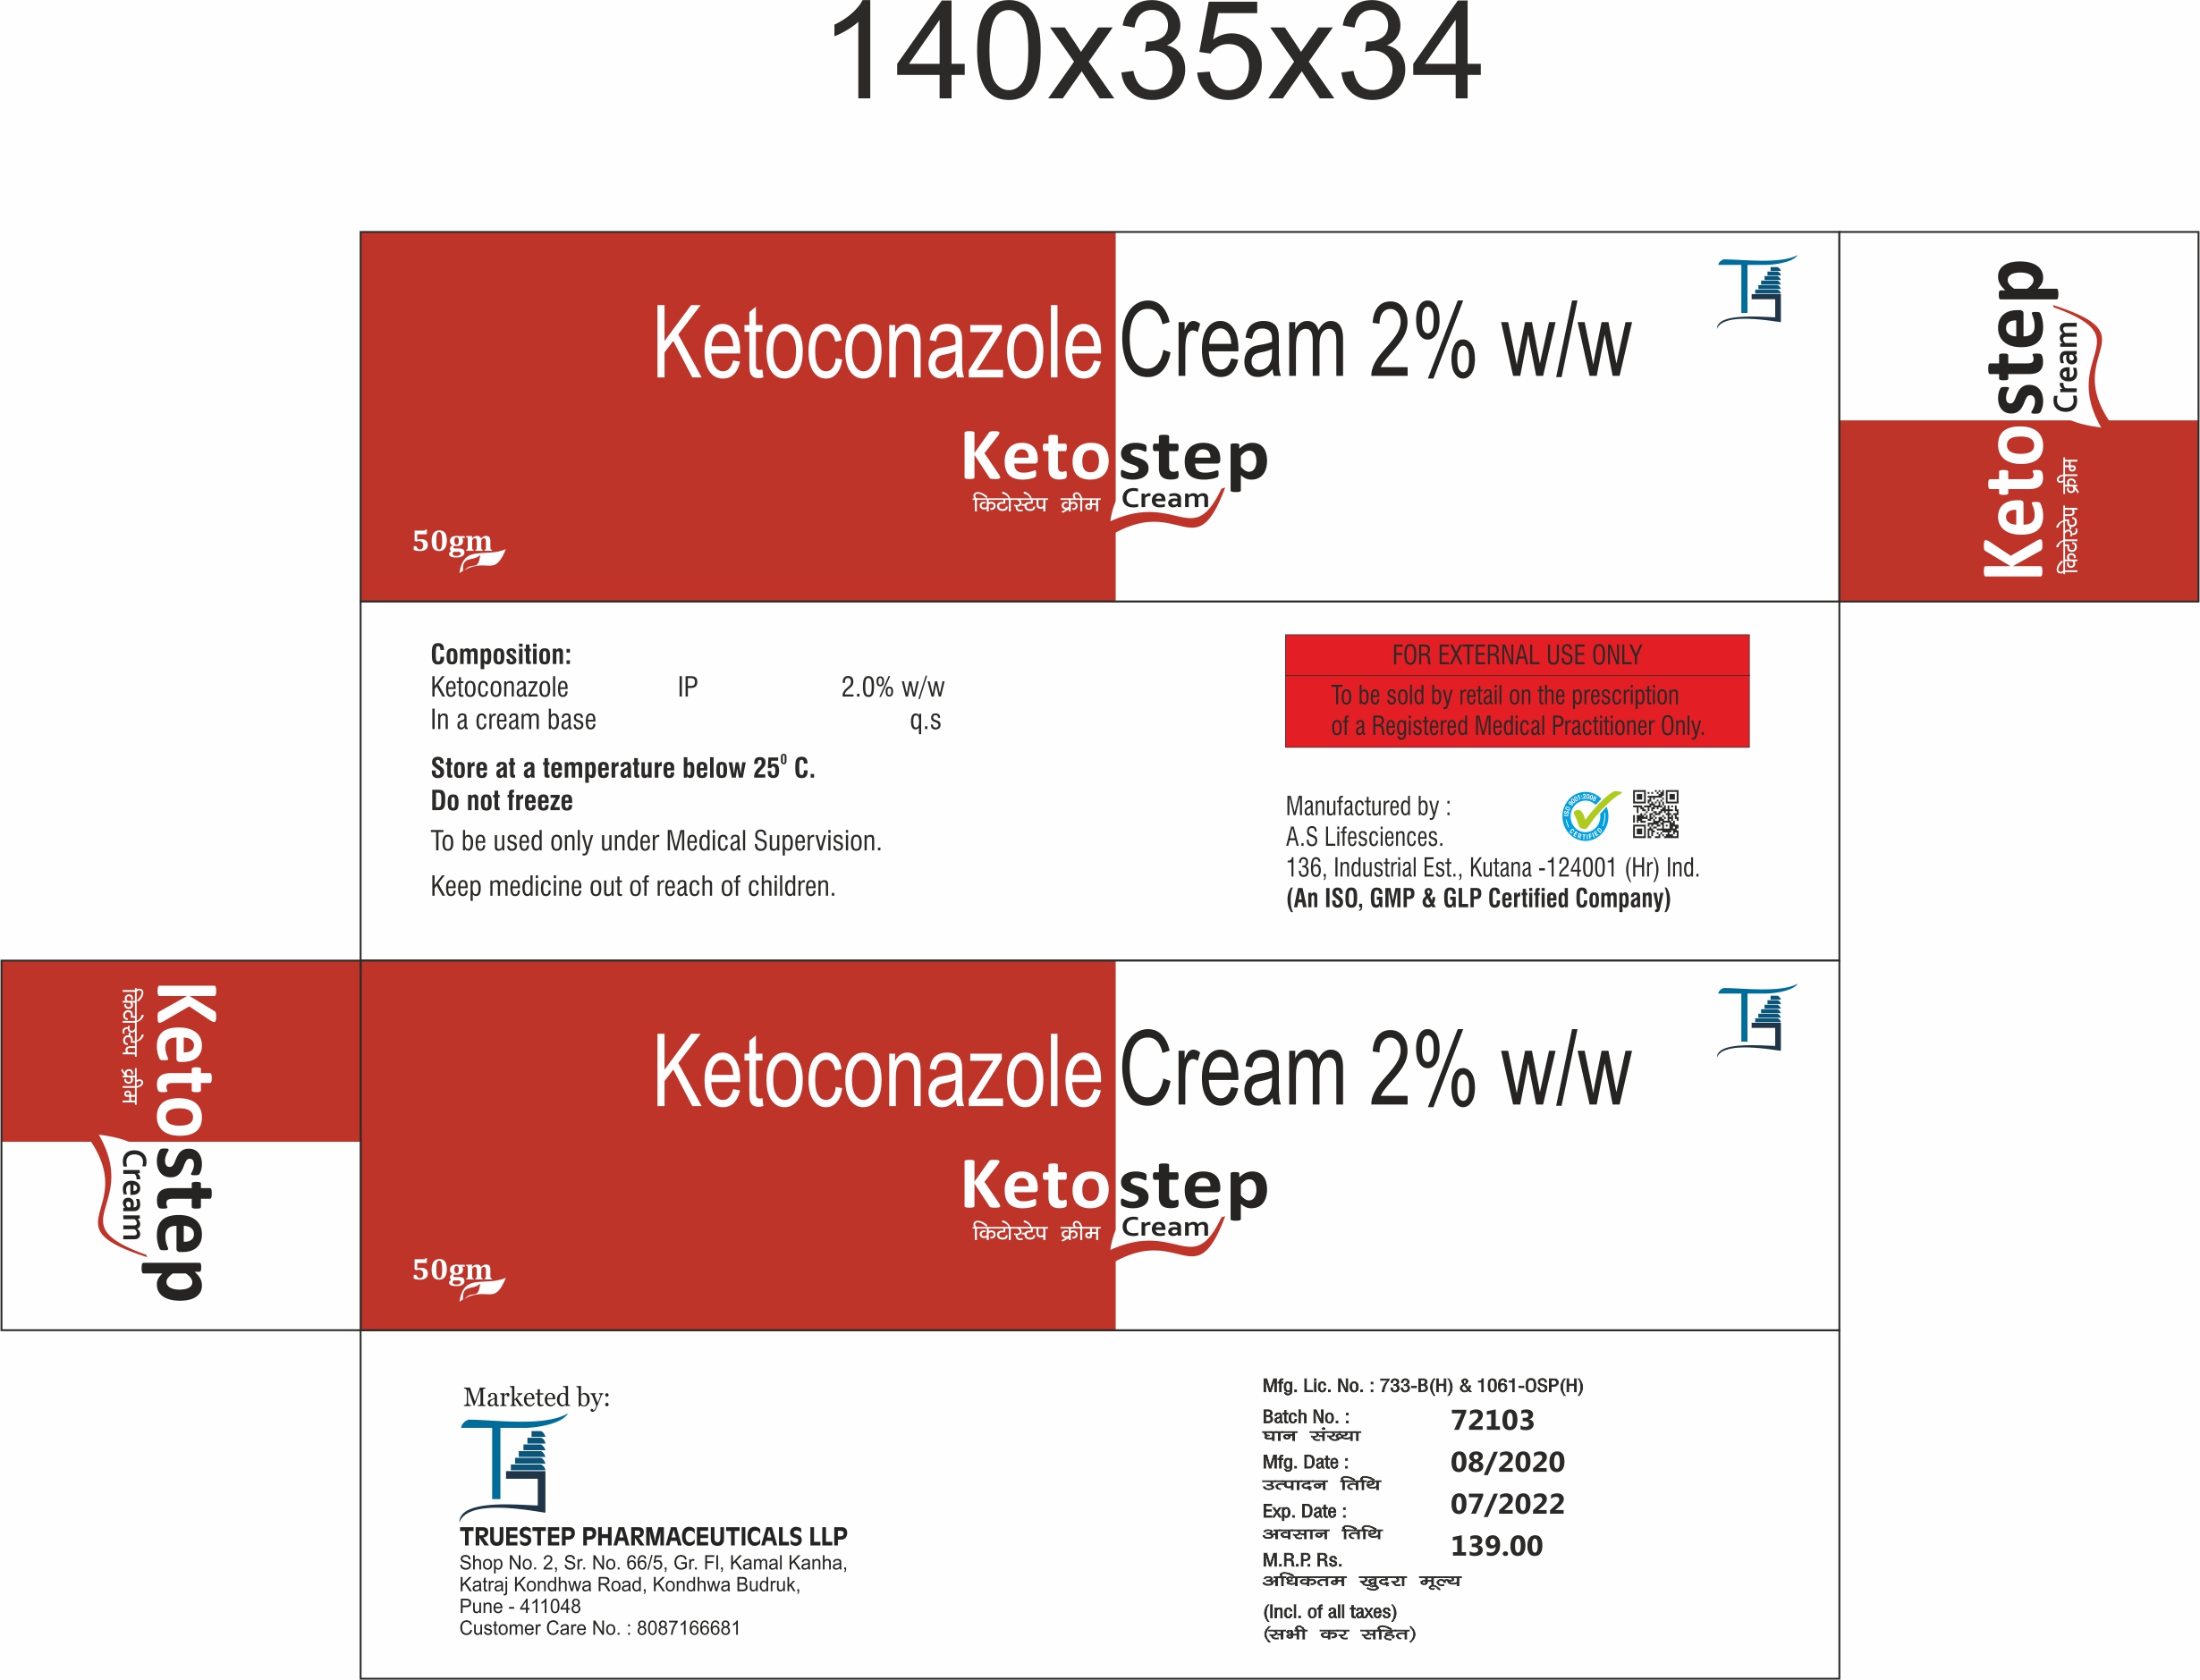 140x35x34
Ketoconazole Cream 2% w/w
Ketostep
किटोस्टेप क्रीम Cream
50gm
Ketostep
किटोस्टेप क्रीम Cream
Composition:
Ketoconazole IP 2.0% w/w
In a cream base q.s
Store at a temperature below 25⁰ C.
Do not freeze
To be used only under Medical Supervision.
Keep medicine out of reach of children.
FOR EXTERNAL USE ONLY
To be sold by retail on the prescription
of a Registered Medical Practitioner Only.
ISO 9001:2008
CERTIFIED
Manufactured by :
A.S Lifesciences.
136, Industrial Est., Kutana -124001 (Hr) Ind.
(An ISO, GMP & GLP Certified Company)
Ketostep
किटोस्टेप क्रीम Cream
Ketoconazole Cream 2% w/w
Ketostep
किटोस्टेप क्रीम Cream
50gm
Marketed by:
TRUESTEP PHARMACEUTICALS LLP
Shop No. 2, Sr. No. 66/5, Gr. Fl, Kamal Kanha,
Katraj Kondhwa Road, Kondhwa Budruk,
Pune - 411048
Customer Care No. : 8087166681
Mfg. Lic. No. : 733-B(H) & 1061-OSP(H)
Batch No. : 72103
घान संख्या
Mfg. Date : 08/2020
उत्पादन तिथि
Exp. Date : 07/2022
अवसान तिथि
M.R.P. Rs. 139.00
अधिकतम खुदरा मूल्य
(Incl. of all taxes)
(सभी कर सहित)